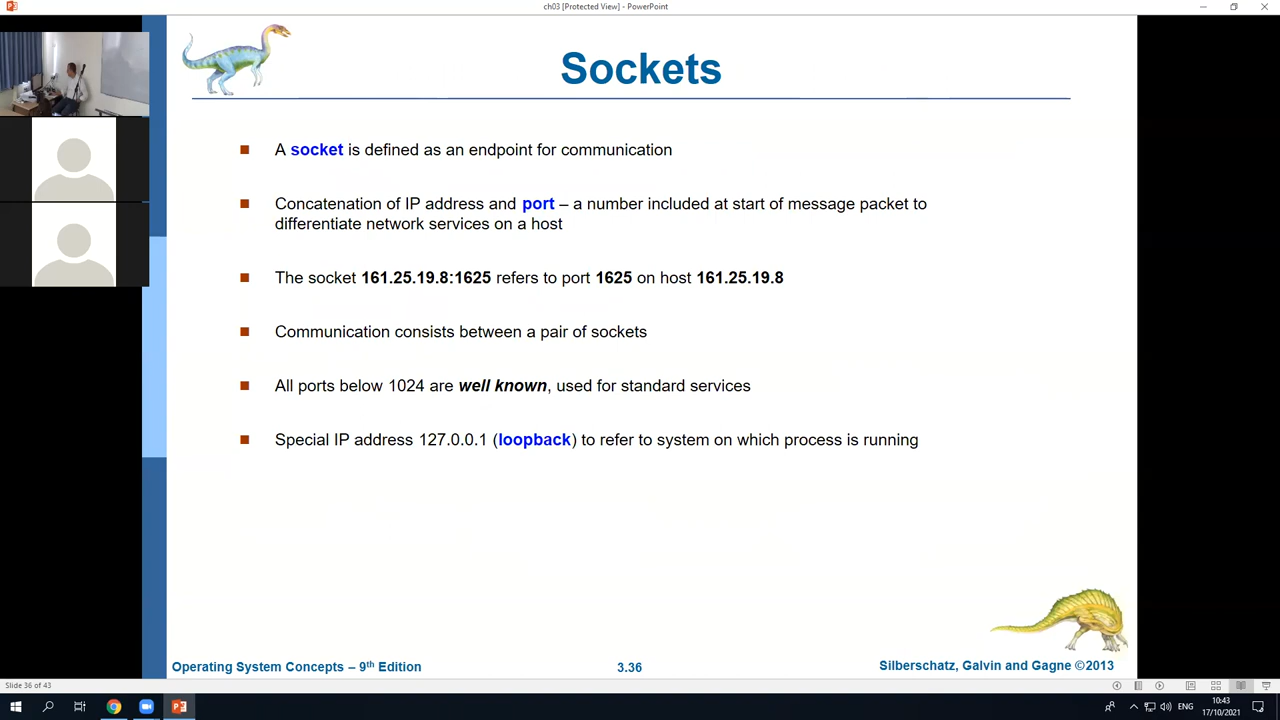 ch03 [Protected View] - PowerPoint
Sockets
A socket is defined as an endpoint for communication
Concatenation of IP address and port – a number included at start of message packet to
differentiate network services on a host
The socket 161.25.19.8:1625 refers to port 1625 on host 161.25.19.8
Communication consists between a pair of sockets
All ports below 1024 are well known, used for standard services
Special IP address 127.0.0.1 (loopback) to refer to system on which process is running
Operating System Concepts – 9th Edition
3.36
Silberschatz, Galvin and Gagne ©2013
Slide 36 of 43
ENG
10:43
17/10/2021